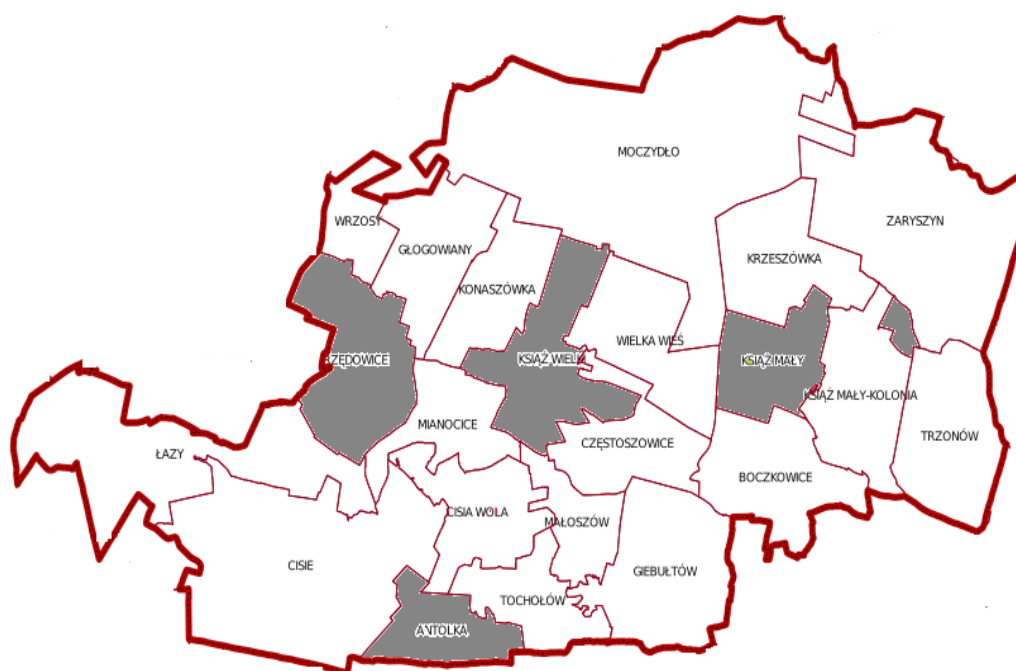 MOCZYDŁO
WRZOSY
ZARYSZYN
GŁOGOWIANY
KRZESZÓWKA
KONASZÓWKA
WIELKA WIEŚ
RZĘDOWICE
KSIĄŻ WIELK
KSIĄŻ MAŁY
KSIĄŻ MAŁY-KOLONIA
MIANOCICE
CZĘSTOSZOWICE
TRZONÓW
ŁAZY
BOCZKOWICE
CISIA WOLA
MAŁOSZÓW
CISIE
GIEBUŁTÓW
TOCHOŁÓW
ANTOLKA